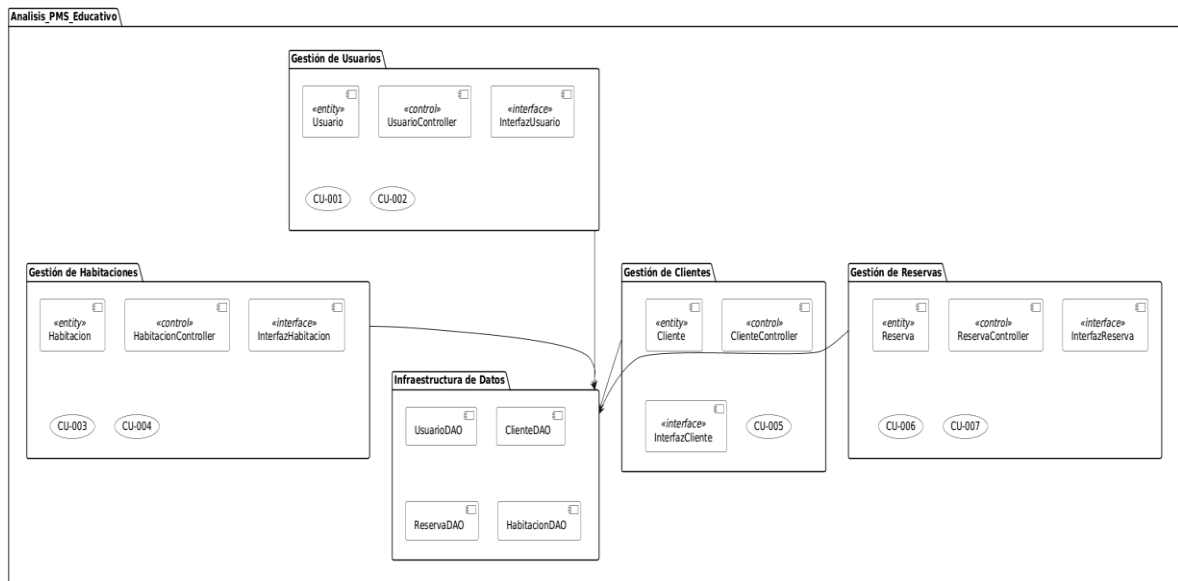 Analisis_PMS_Educativo
Gestión de Usuarios
«entity»
Usuario
«control»
UsuarioController
«interface»
InterfazUsuario
CU-001
CU-002
Gestión de Habitaciones
«entity»
Habitacion
«control»
HabitacionController
«interface»
InterfazHabitacion
CU-003
CU-004
Gestión de Clientes
«entity»
Cliente
«control»
ClienteController
«interface»
InterfazCliente
CU-005
Gestión de Reservas
«entity»
Reserva
«control»
ReservaController
«interface»
InterfazReserva
CU-006
CU-007
Infraestructura de Datos
UsuarioDAO
ClienteDAO
ReservaDAO
HabitacionDAO